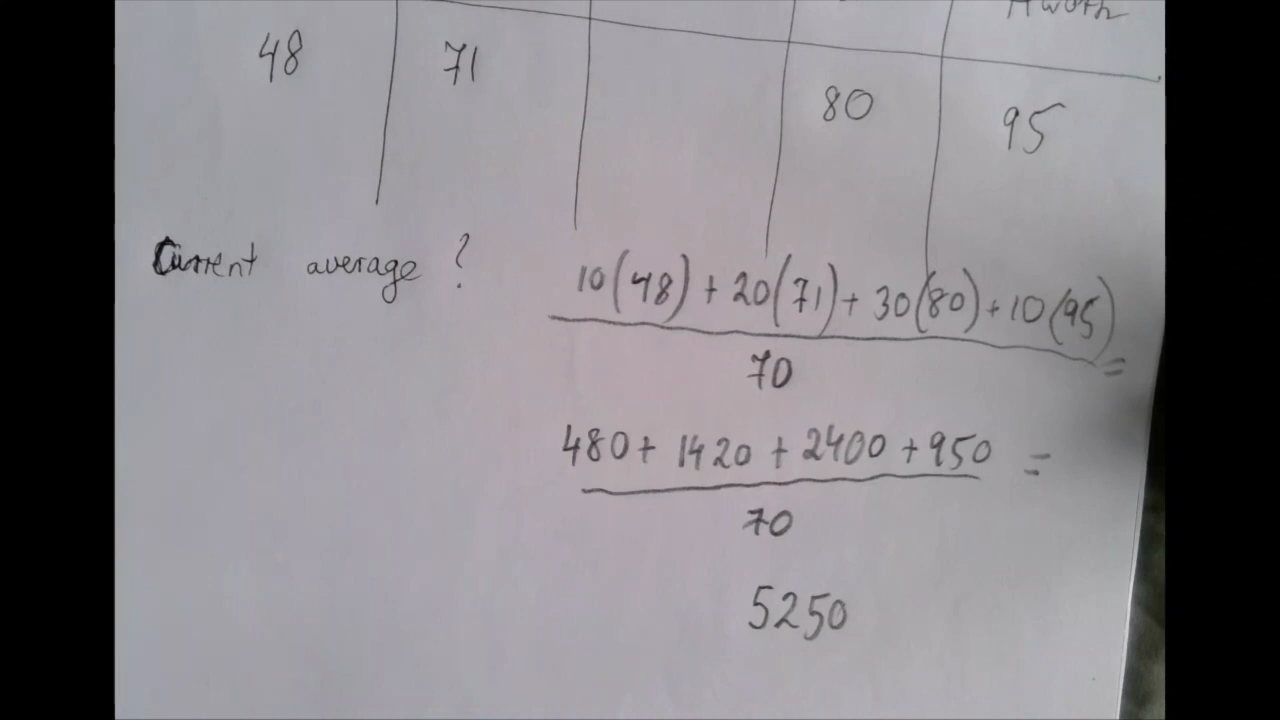 48 71 80 95
Current average?
10(48) + 20(71) + 30(80) + 10(95) =
70
480 + 1420 + 2400 + 950 =
70
5250